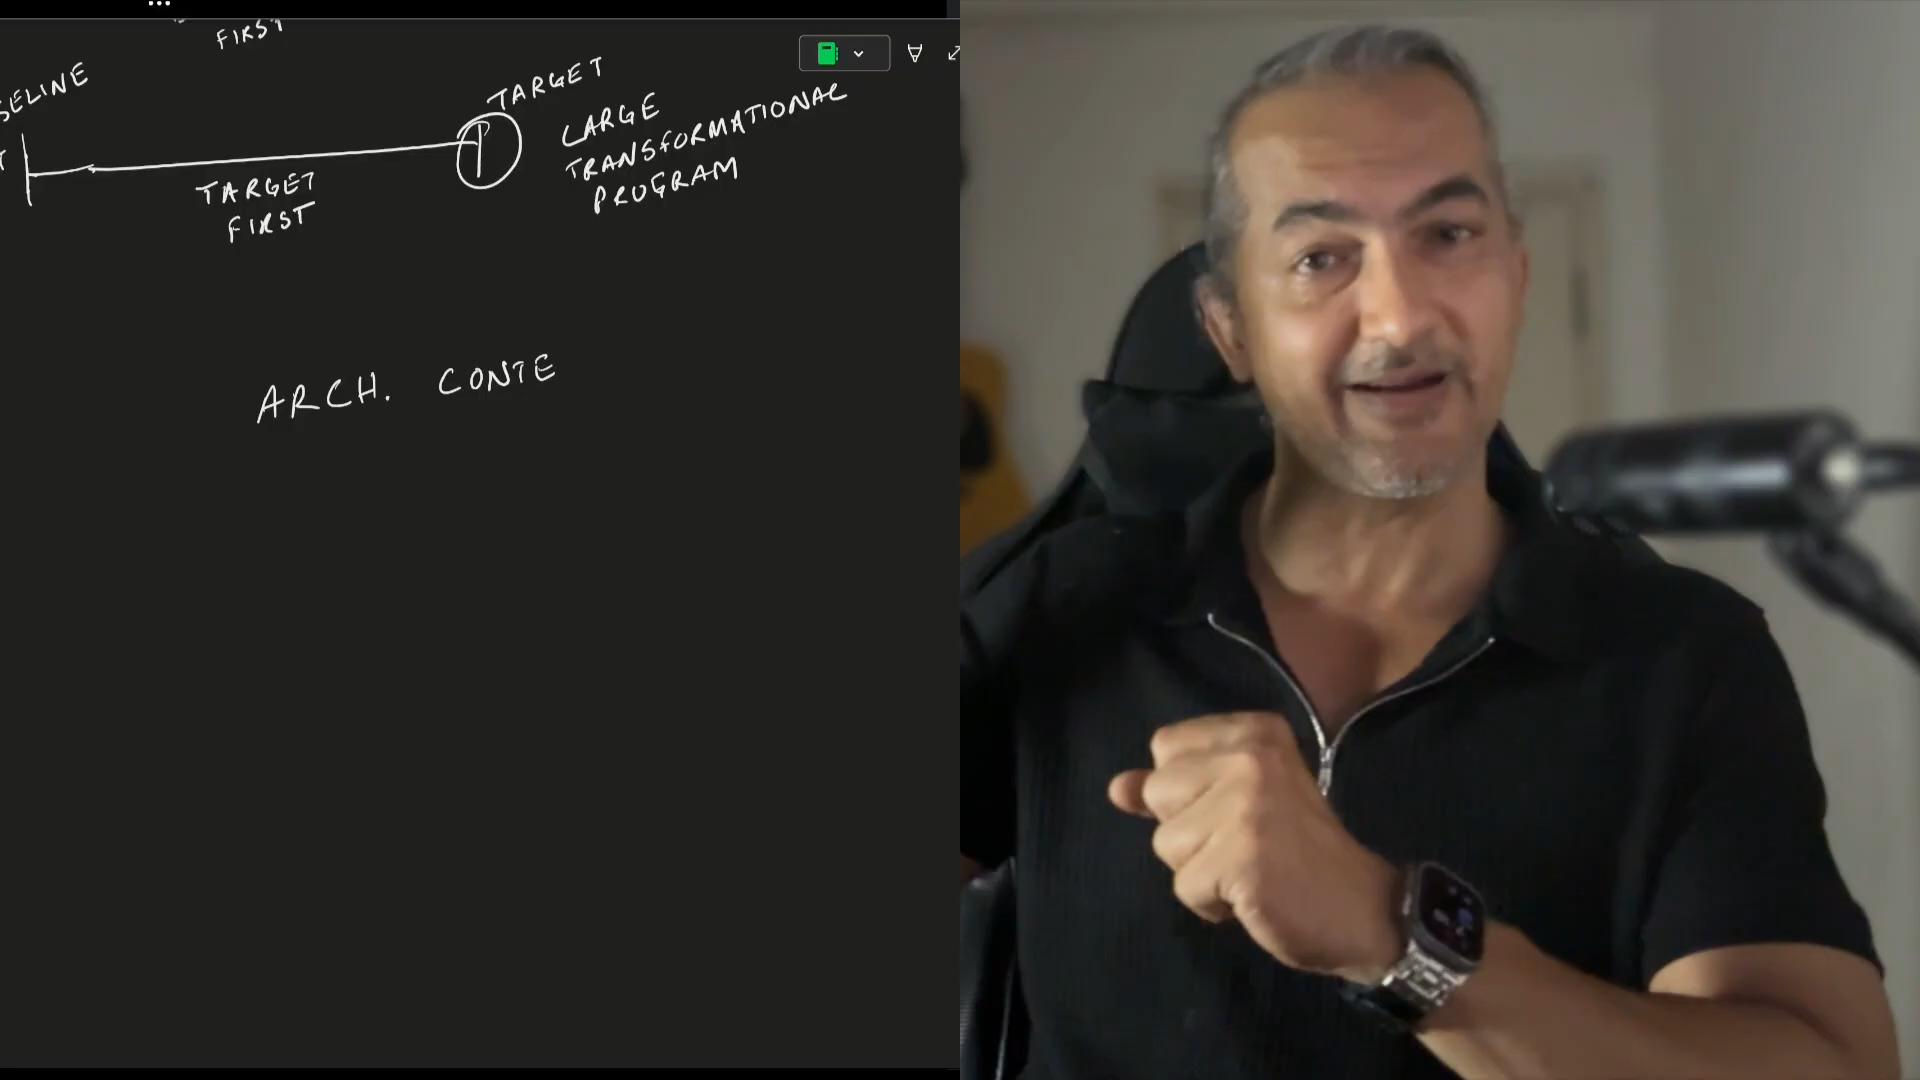 FIRST
SELINE
T
TARGET
LARGE
TRANSFORMATIONAL
PROGRAM
TARGET
FIRST
ARCH. CONTE